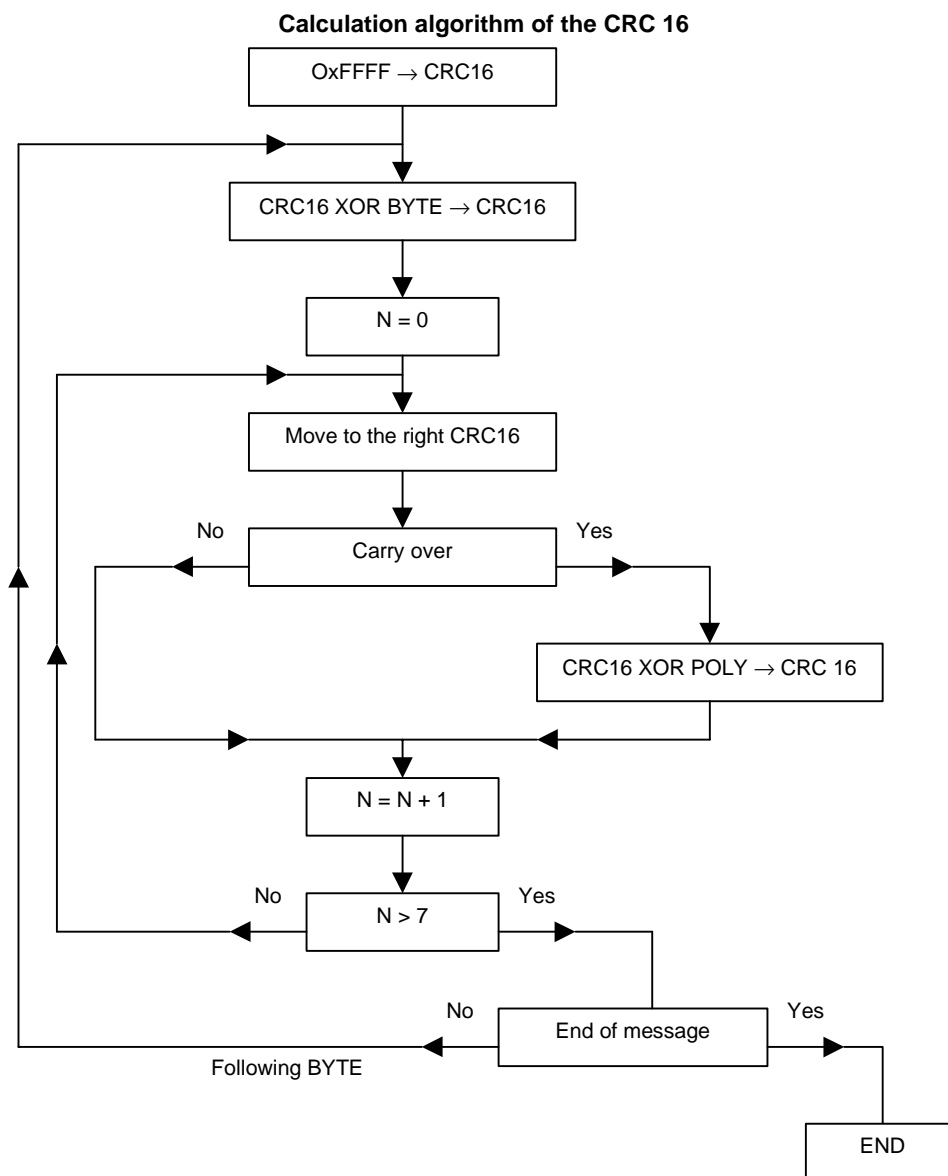 Calculation algorithm of the CRC 16
OxFFFF → CRC16
CRC16 XOR BYTE → CRC16
N = 0
Move to the right CRC16
No
Yes
Carry over
CRC16 XOR POLY → CRC 16
N = N + 1
No
Yes
N > 7
No
Yes
End of message
Following BYTE
END